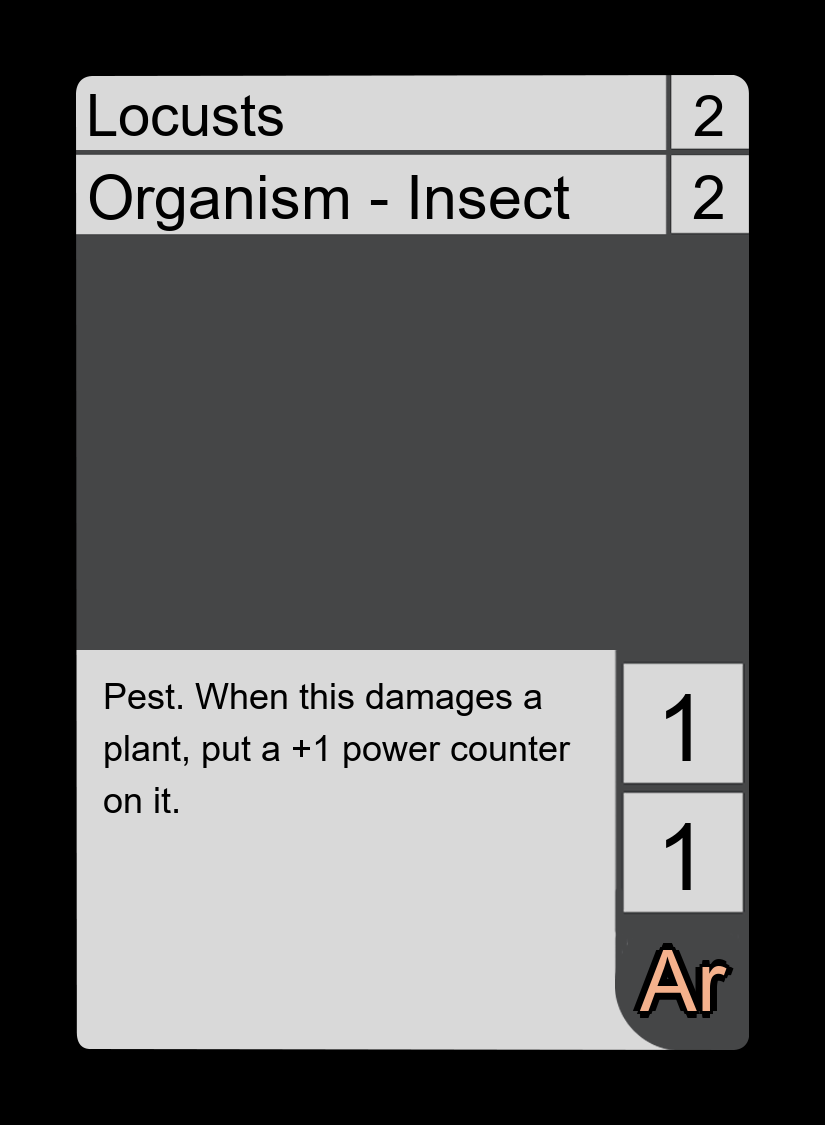 Locusts 2
Organism - Insect 2
Pest. When this damages a
plant, put a +1 power counter
on it.
1
1
Ar